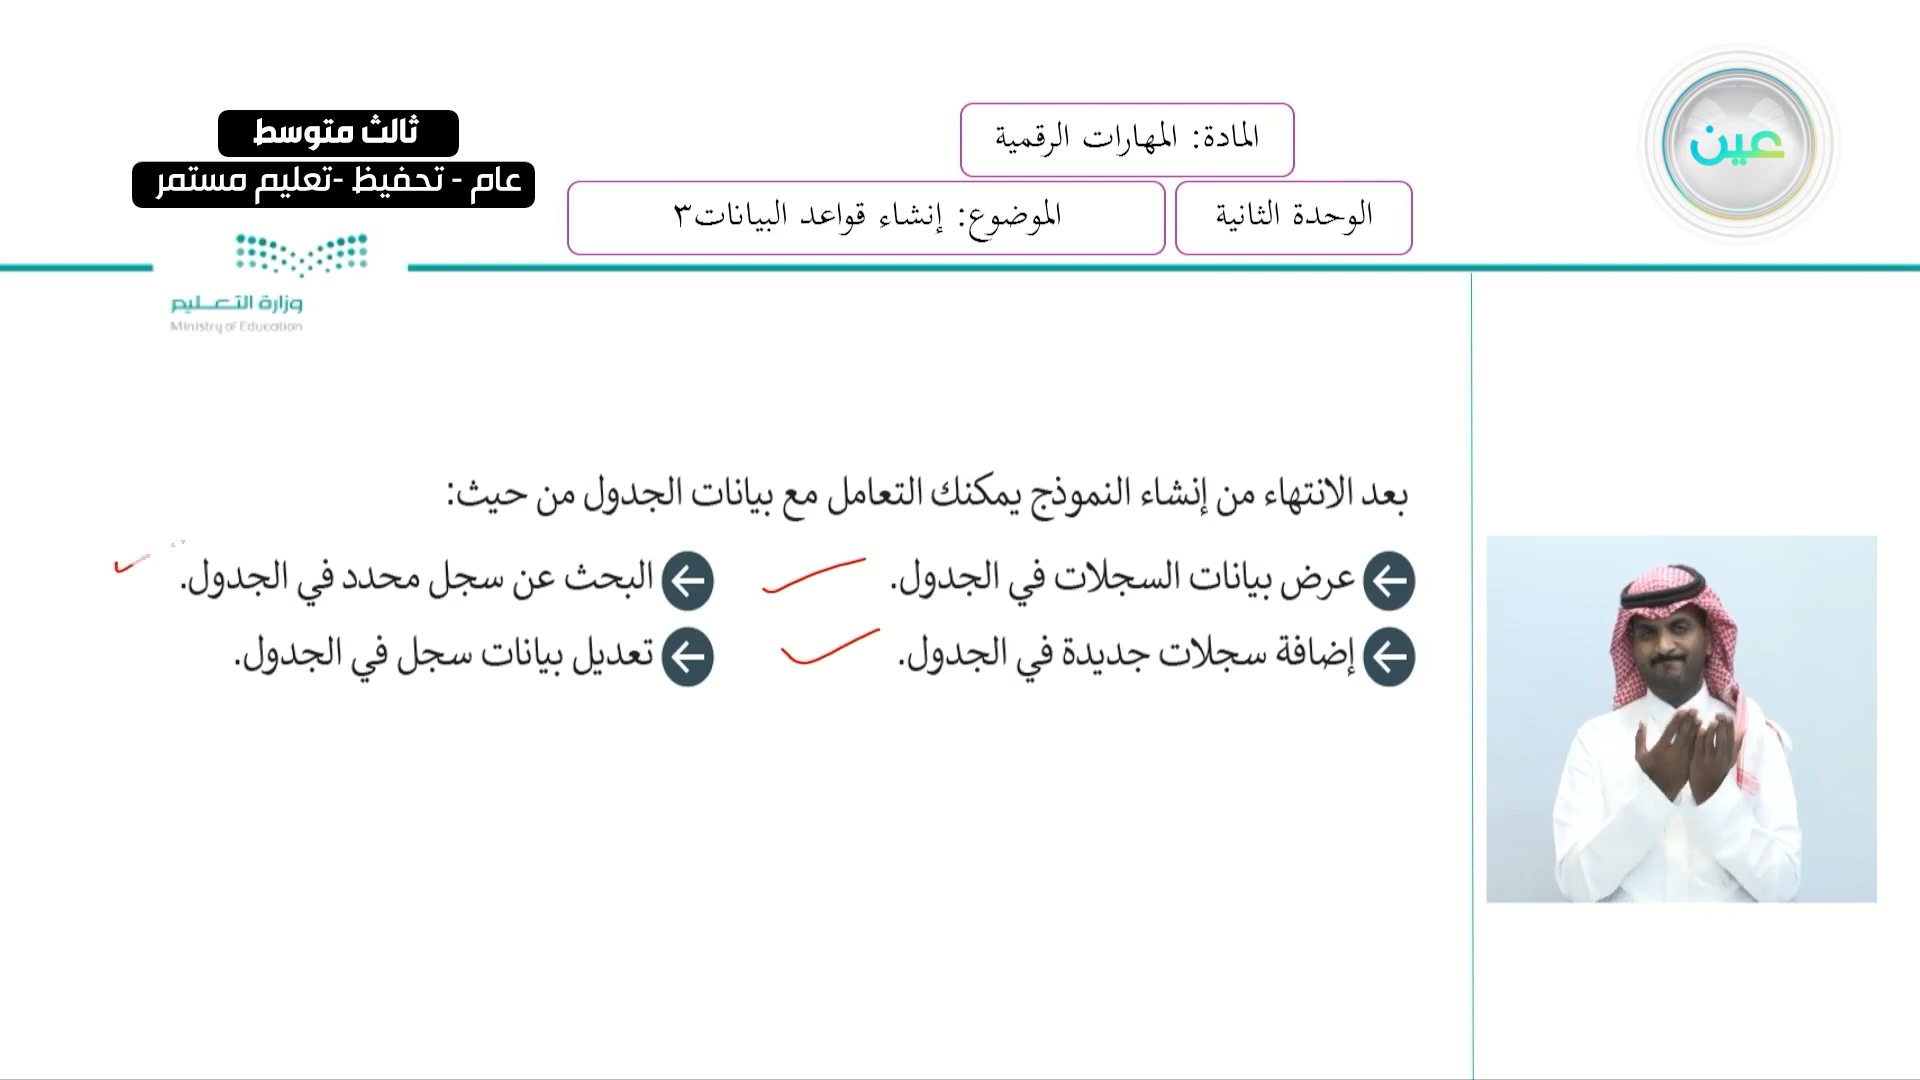 ثالث متوسط
عام - تحفيظ -تعليم مستمر
المادة: المهارات الرقمية
الوحدة الثانية
الموضوع: إنشاء قواعد البيانات٣
عين
وزارة التعـليم
Ministry of Education
بعد الانتهاء من إنشاء النموذج يمكنك التعامل مع بيانات الجدول من حيث:
عرض بيانات السجلات في الجدول.
البحث عن سجل محدد في الجدول.
إضافة سجلات جديدة في الجدول.
تعديل بيانات سجل في الجدول.